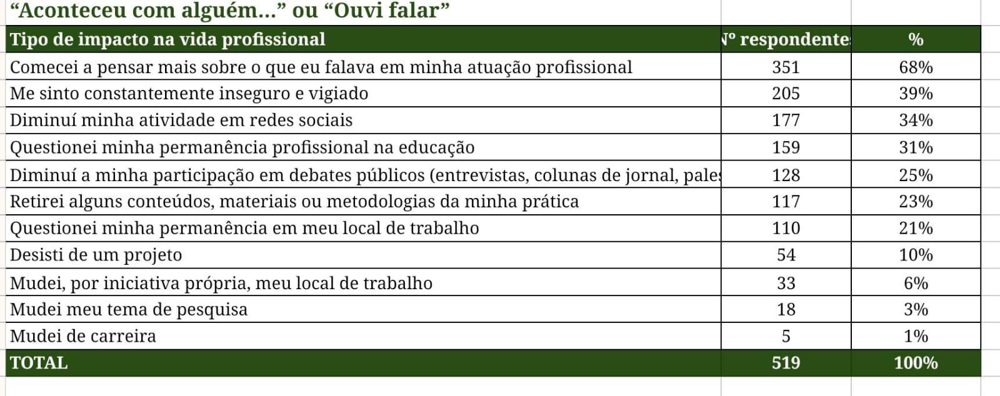 “Aconteceu com alguém...” ou “Ouvi falar”
Tipo de impacto na vida profissional Nº respondentes %
Comecei a pensar mais sobre o que eu falava em minha atuação profissional 351 68%
Me sinto constantemente inseguro e vigiado 205 39%
Diminuí minha atividade em redes sociais 177 34%
Questionei minha permanência profissional na educação 159 31%
Diminuí a minha participação em debates públicos (entrevistas, colunas de jornal, 128 25%
Retirei alguns conteúdos, materiais ou metodologias da minha prática 117 23%
Questionei minha permanência em meu local de trabalho 110 21%
Desisti de um projeto 54 10%
Mudei, por iniciativa própria, meu local de trabalho 33 6%
Mudei meu tema de pesquisa 18 3%
Mudei de carreira 5 1%
TOTAL 519 100%